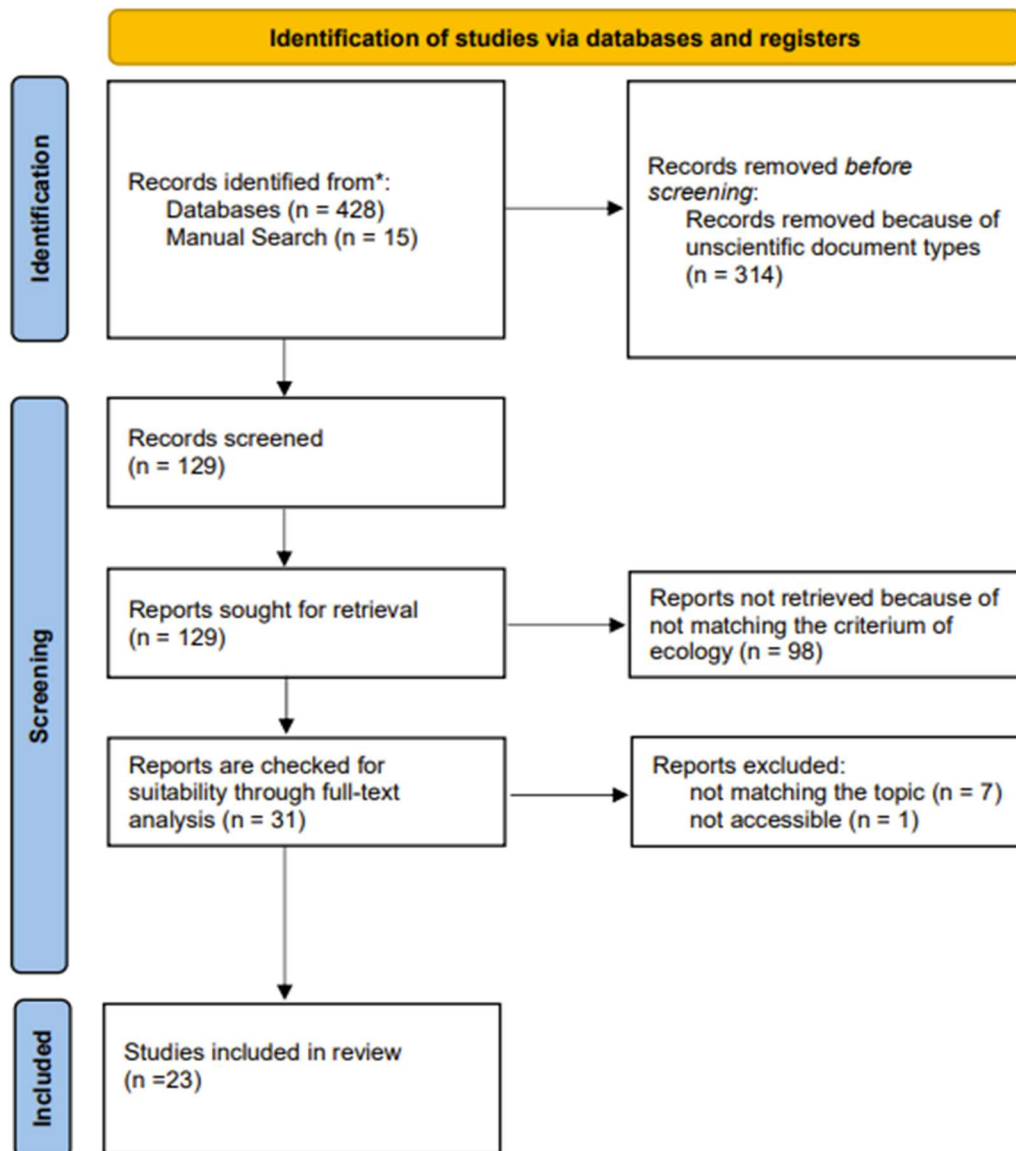 Identification of studies via databases and registers
Identification
Records identified from*:
Databases (n = 428)
Manual Search (n = 15)
Records removed before
screening:
Records removed because of
unscientific document types
(n = 314)
Screening
Records screened
(n = 129)
Reports sought for retrieval
(n = 129)
Reports not retrieved because of
not matching the criterium of
ecology (n = 98)
Reports are checked for
suitability through full-text
analysis (n = 31)
Reports excluded:
not matching the topic (n = 7)
not accessible (n = 1)
Included
Studies included in review
(n =23)